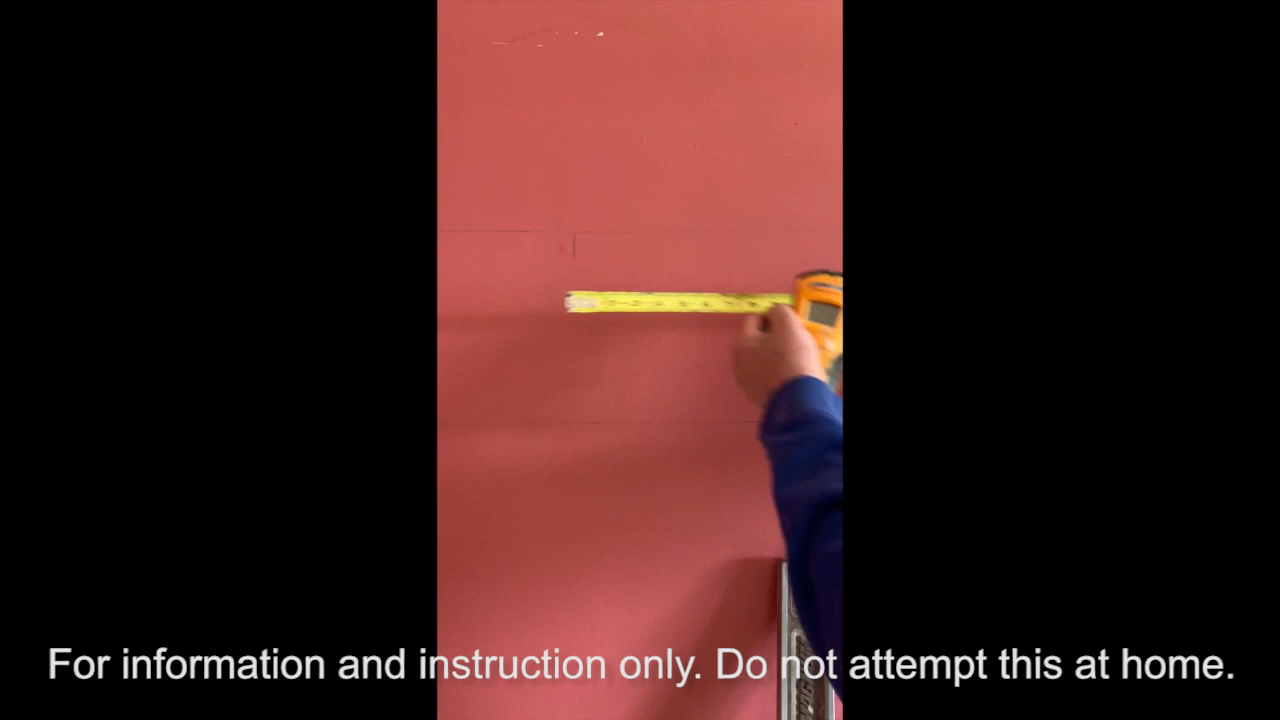 For information and instruction only. Do not attempt this at home.